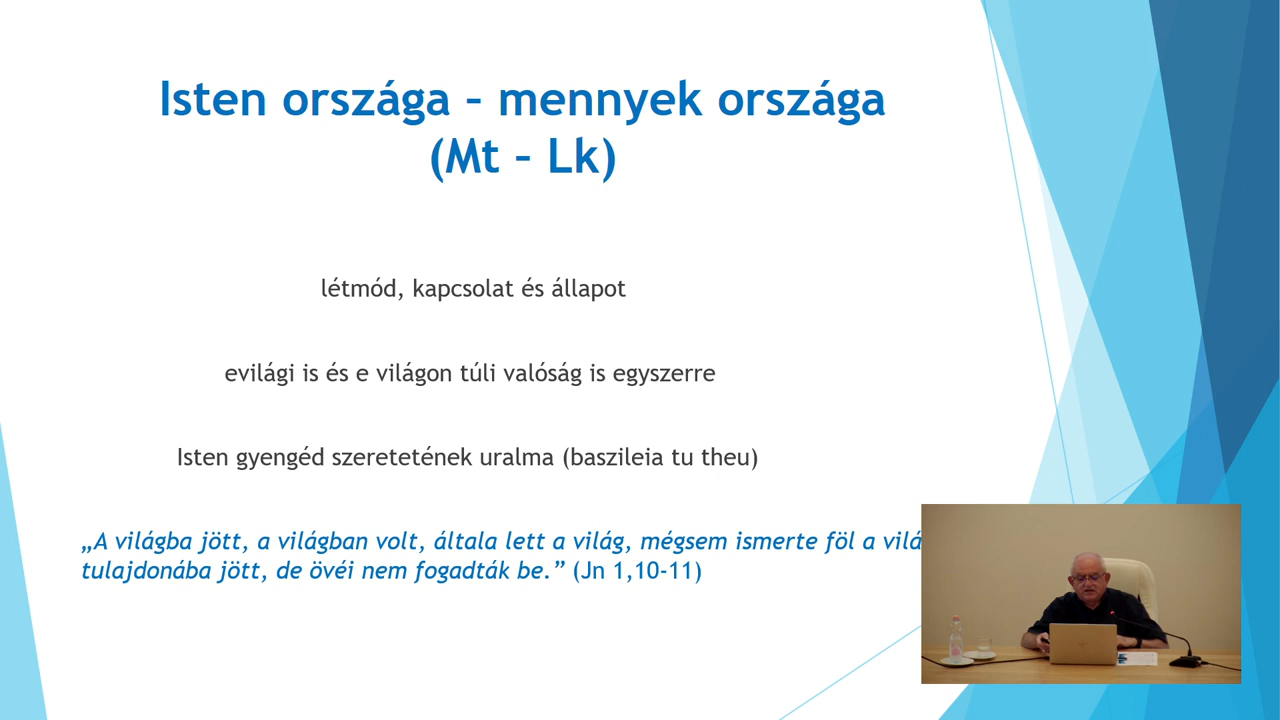 Isten országa – mennyek országa
(Mt – Lk)
létmód, kapcsolat és állapot
evilági is és e világon túli valóság is egyszerre
Isten gyengéd szeretetének uralma (baszileia tu theu)
„A világba jött, a világban volt, általa lett a világ, mégsem ismerte föl a
tulajdonába jött, de övéi nem fogadták be.” (Jn 1,10-11)